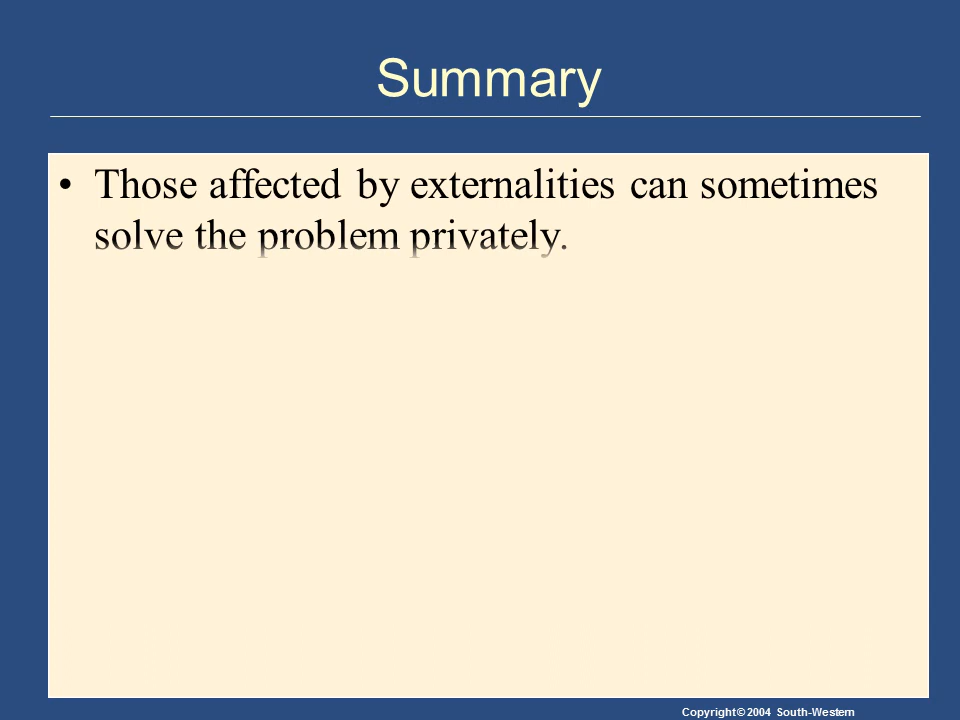 Summary
• Those affected by externalities can sometimes
solve the problem privately.
Copyright © 2004 South-Western